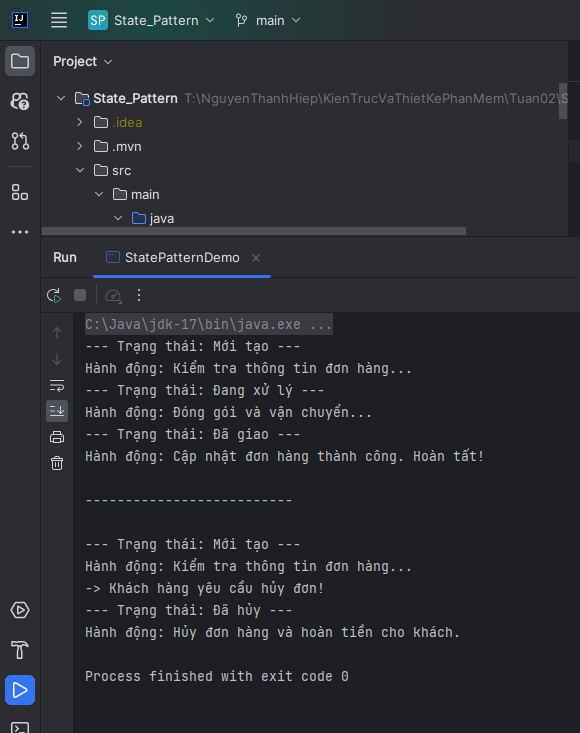 IJ
SP State_Pattern main
Project
State_Pattern T:\NguyenThanhHiep\KienTrucVaThietKePhanMem\Tuan02\S
.idea
.mvn
src
main
java
Run StatePatternDemo
C:\Java\jdk-17\bin\java.exe ...
--- Trạng thái: Mới tạo ---
Hành động: Kiểm tra thông tin đơn hàng...
--- Trạng thái: Đang xử lý ---
Hành động: Đóng gói và vận chuyển...
--- Trạng thái: Đã giao ---
Hành động: Cập nhật đơn hàng thành công. Hoàn tất!
--------------------------
--- Trạng thái: Mới tạo ---
Hành động: Kiểm tra thông tin đơn hàng...
-> Khách hàng yêu cầu hủy đơn!
--- Trạng thái: Đã hủy ---
Hành động: Hủy đơn hàng và hoàn tiền cho khách.
Process finished with exit code 0